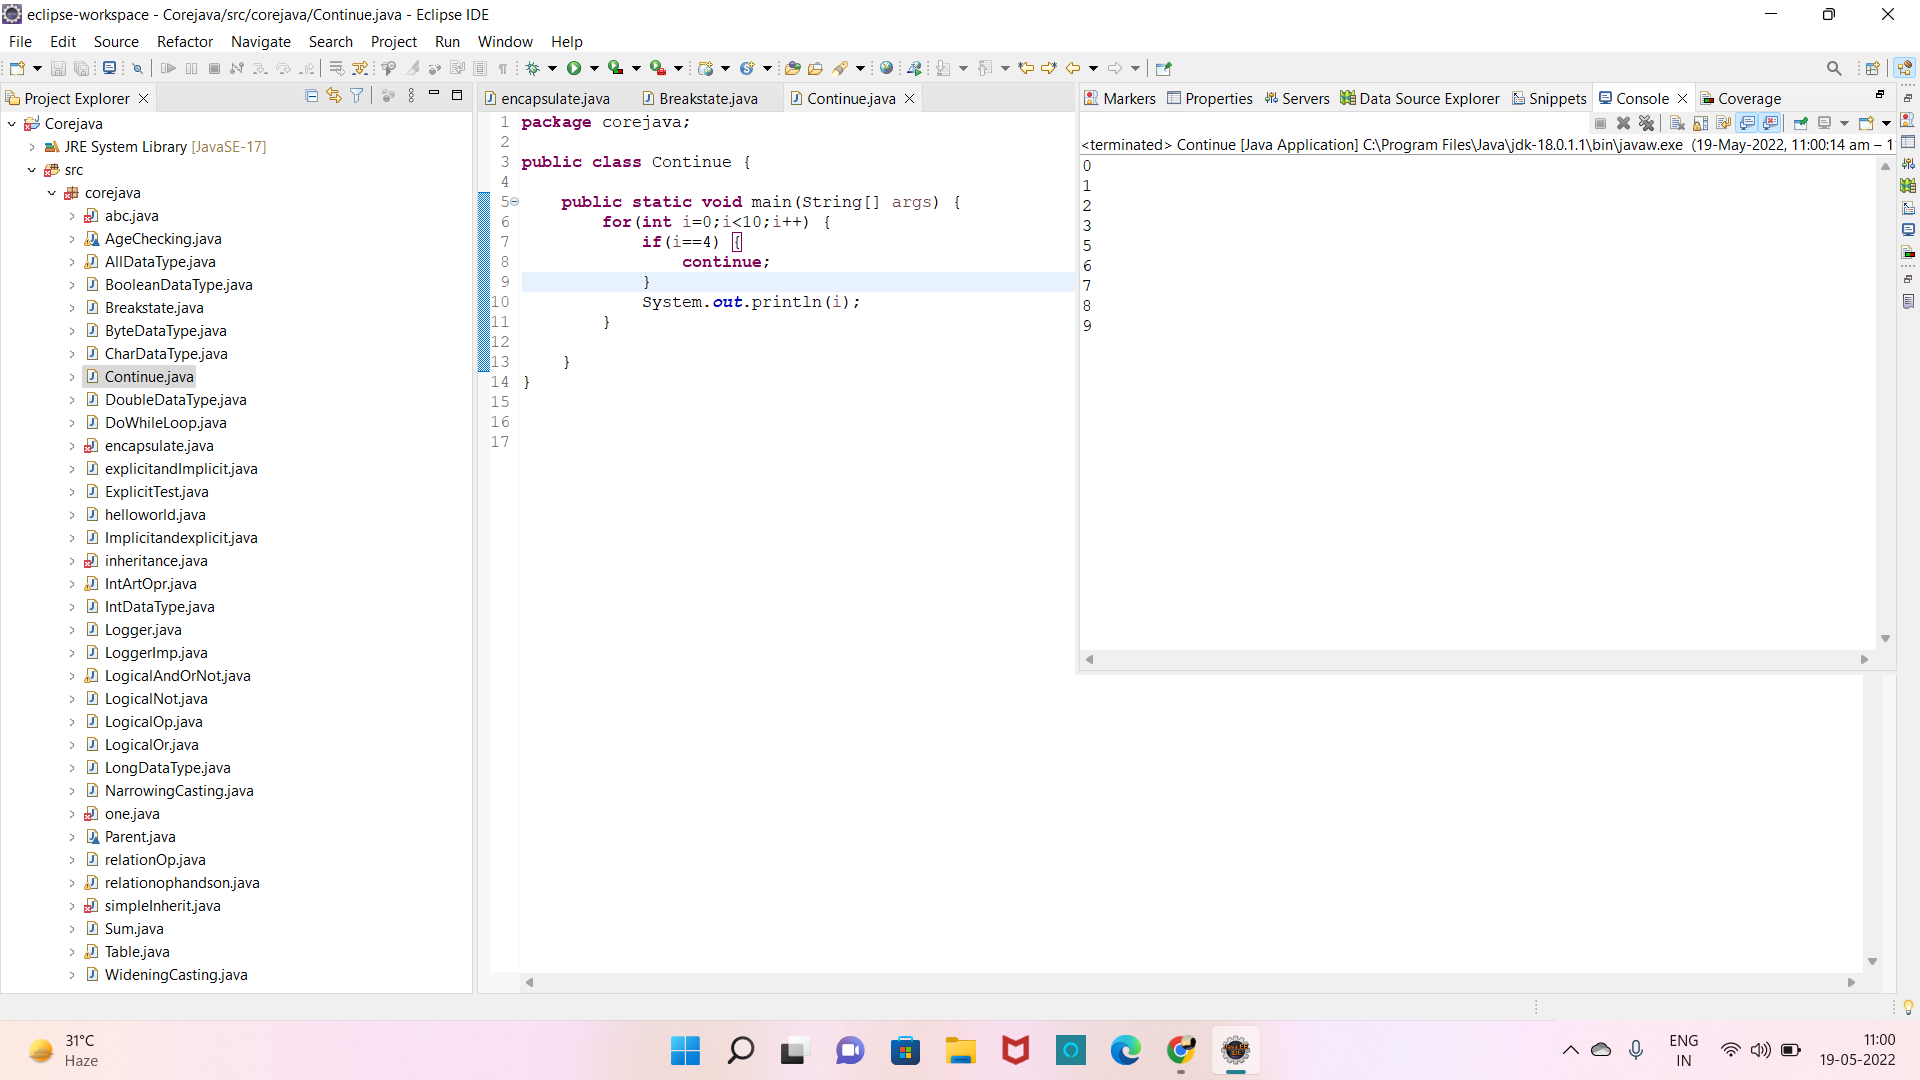 eclipse-workspace - Corejava/src/corejava/Continue.java - Eclipse IDE
File Edit Source Refactor Navigate Search Project Run Window Help
Project Explorer
Corejava
JRE System Library [JavaSE-17]
src
corejava
abc.java
AgeChecking.java
AllDataType.java
BooleanDataType.java
Breakstate.java
ByteDataType.java
CharDataType.java
Continue.java
DoubleDataType.java
DoWhileLoop.java
encapsulate.java
explicitandImplicit.java
ExplicitTest.java
helloworld.java
Implicitandexplicit.java
inheritance.java
IntArtOpr.java
IntDataType.java
Logger.java
LoggerImp.java
LogicalAndOrNot.java
LogicalNot.java
LogicalOp.java
LogicalOr.java
LongDataType.java
NarrowingCasting.java
one.java
Parent.java
relationOp.java
relationophandson.java
simpleInherit.java
Sum.java
Table.java
WideningCasting.java
encapsulate.java Breakstate.java Continue.java
1 package corejava;
2
3 public class Continue {
4
5 public static void main(String[] args) {
6 for(int i=0;i<10;i++) {
7 if(i==4) {
8 continue;
9 }
10 System.out.println(i);
11 }
12
13 }
14 }
15
16
17
Markers Properties Servers Data Source Explorer Snippets Console Coverage
<terminated> Continue [Java Application] C:\Program Files\Java\jdk-18.0.1.1\bin\javaw.exe (19-May-2022, 11:00:14 am – 1
0
1
2
3
5
6
7
8
9
31°C
Haze
ENG
IN
11:00
19-05-2022